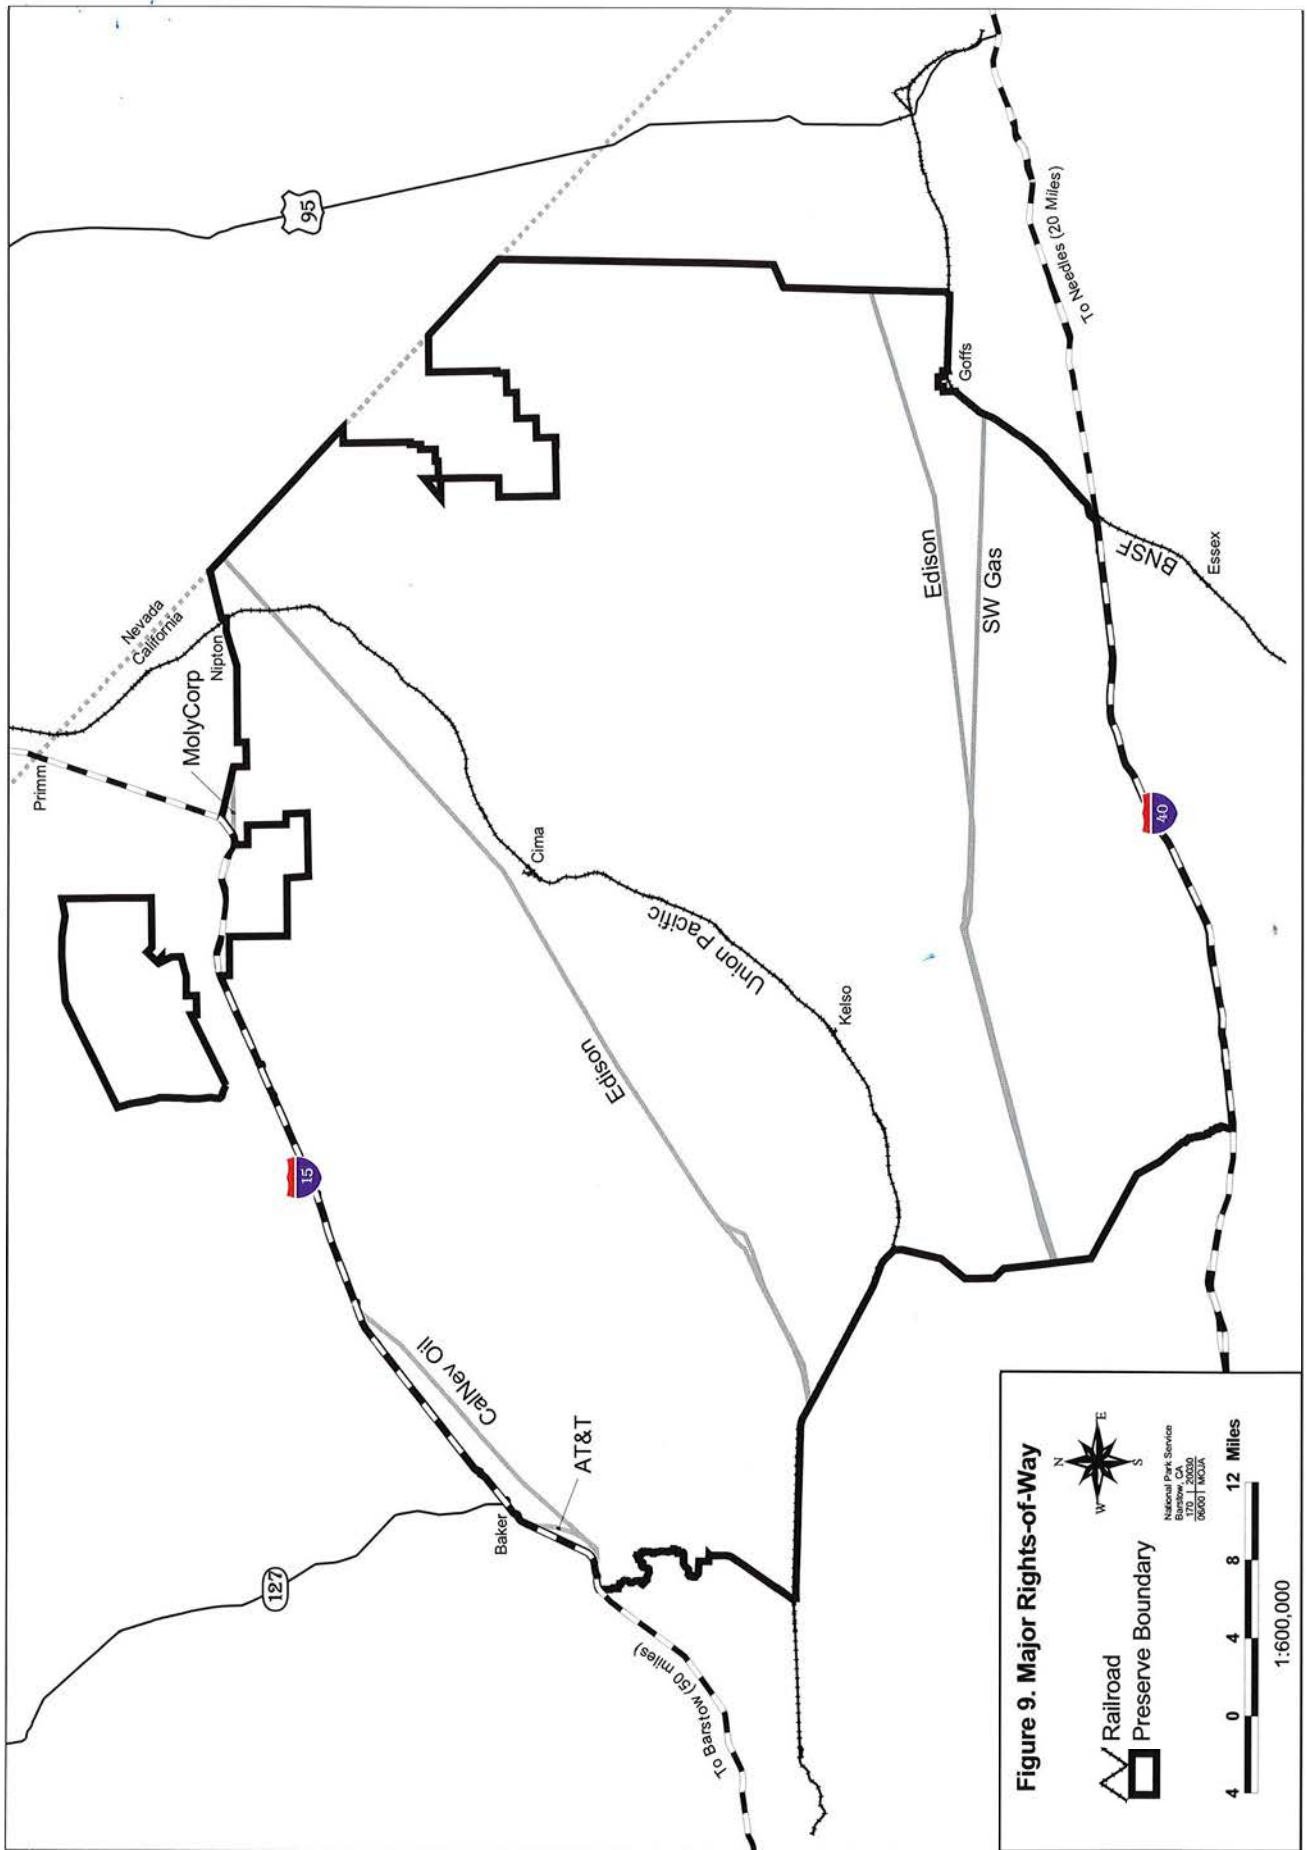 127
To Barstow (50 miles)
Baker
AT&T
CalNev Oil
15
Edison
Kelso
Union Pacific
Cima
Primm
MolyCorp
Nipton
Nevada
California
95
Edison
SW Gas
Goffs
40
BNSF
Essex
To Needles (20 Miles)
Figure 9. Major Rights-of-Way
Railroad
Preserve Boundary
N
W
E
S
National Park Service
Barstow, CA
170 20030
06/00 MOJA
4 0 4 8 12 Miles
1:600,000